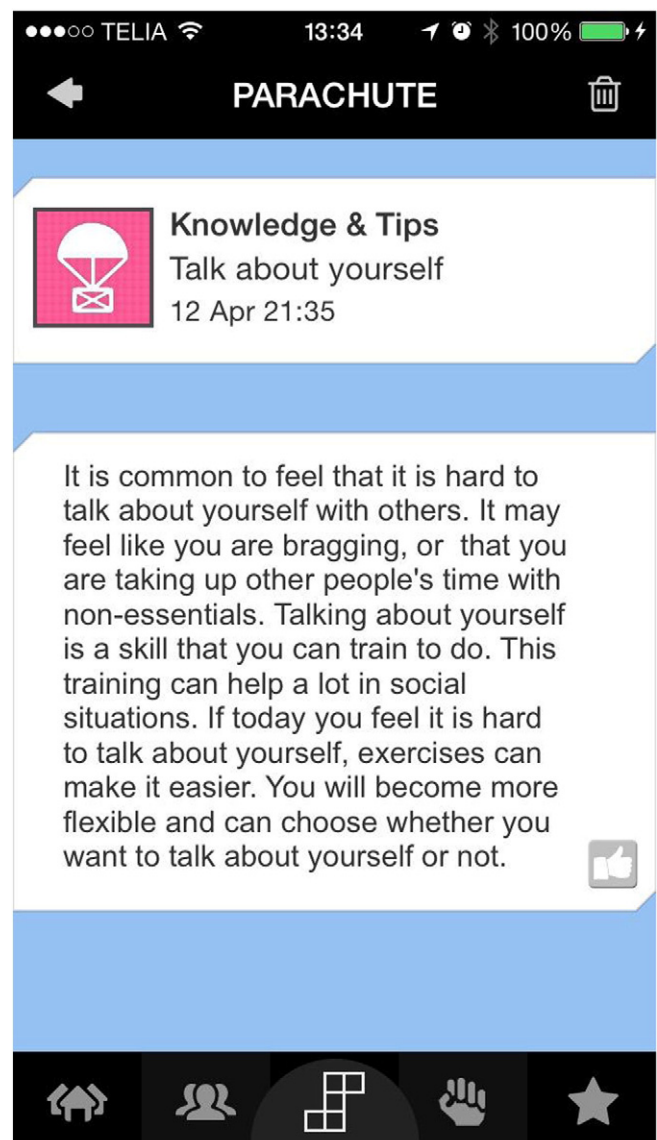 ●●●○○ TELIA 13:34 100%
PARACHUTE
Knowledge & Tips
Talk about yourself
12 Apr 21:35
It is common to feel that it is hard to
talk about yourself with others. It may
feel like you are bragging, or  that you
are taking up other people's time with
non-essentials. Talking about yourself
is a skill that you can train to do. This
training can help a lot in social
situations. If today you feel it is hard
to talk about yourself, exercises can
make it easier. You will become more
flexible and can choose whether you
want to talk about yourself or not.